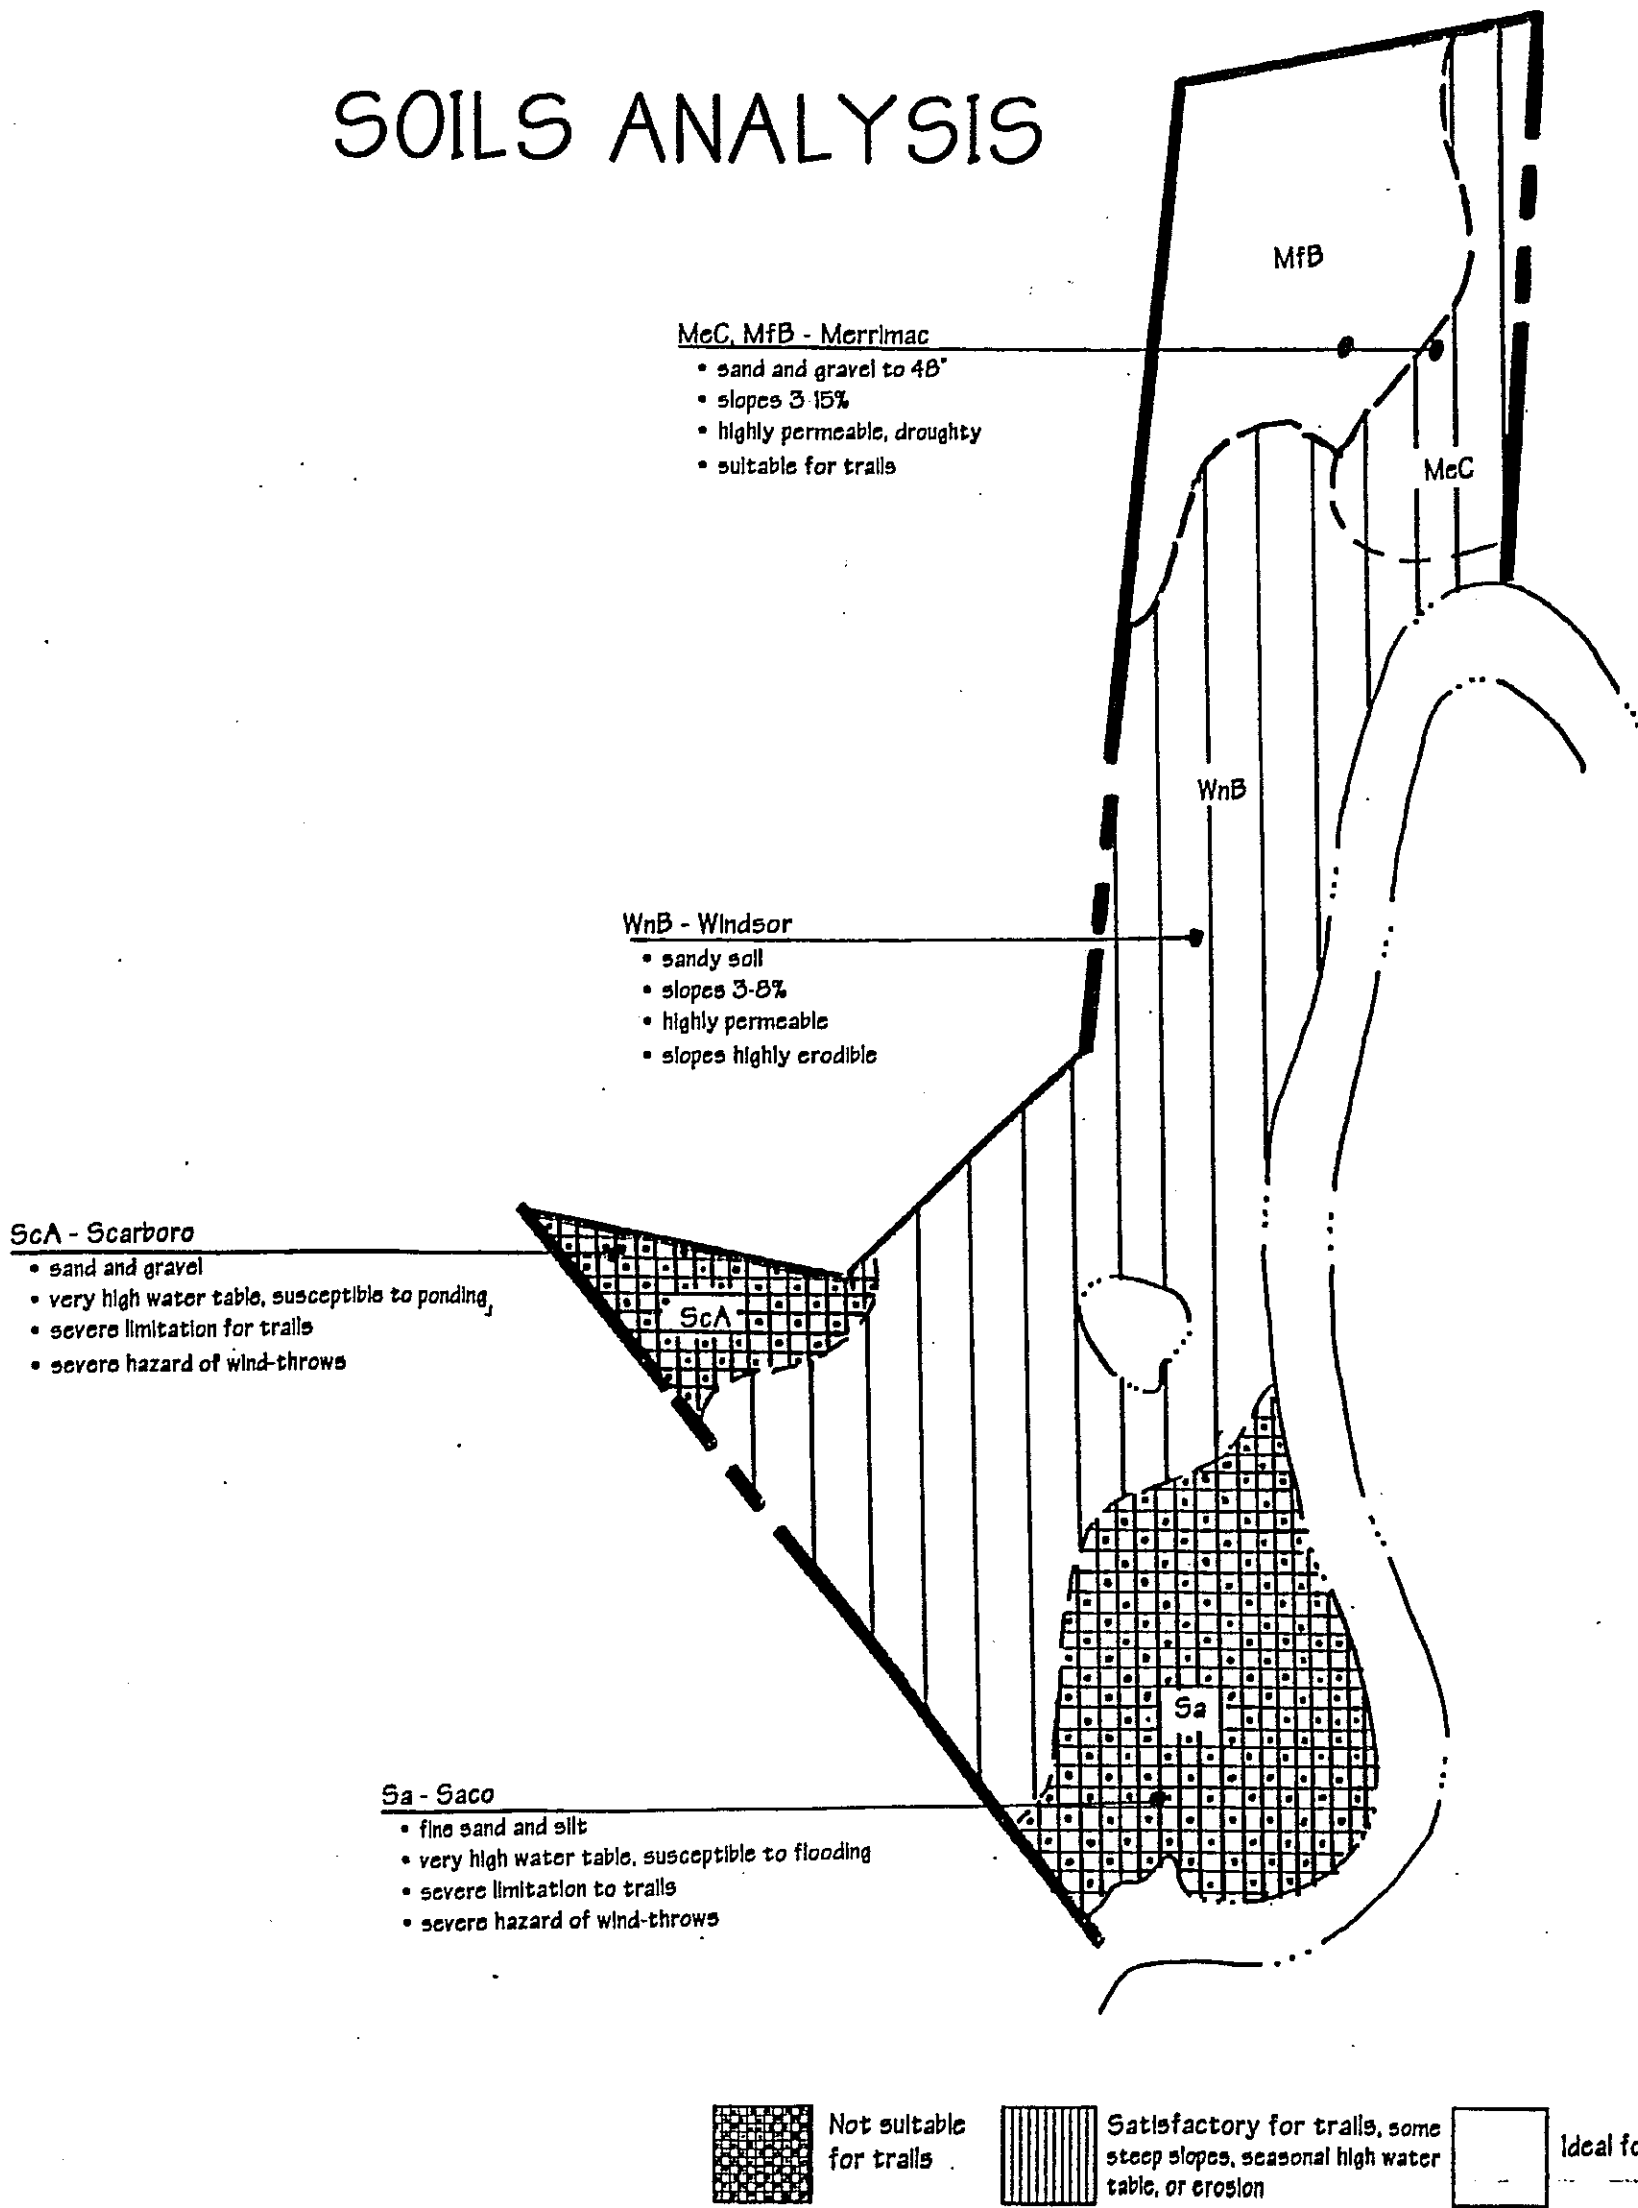 SOILS ANALYSIS
MfB
MeC, MfB - Merrimac
• sand and gravel to 48"
• slopes 3-15%
• highly permeable, droughty
• suitable for trails
MeC
WnB
WnB - Windsor
• sandy soil
• slopes 3-8%
• highly permeable
• slopes highly erodible
ScA - Scarboro
• sand and gravel
• very high water table, susceptible to ponding,
• severe limitation for trails
• severe hazard of wind-throws
ScA
Sa
Sa - Saco
• fine sand and silt
• very high water table, susceptible to flooding
• severe limitation to trails
• severe hazard of wind-throws
Not suitable
for trails
Satisfactory for trails, some
steep slopes, seasonal high water
table, or erosion
Ideal fo